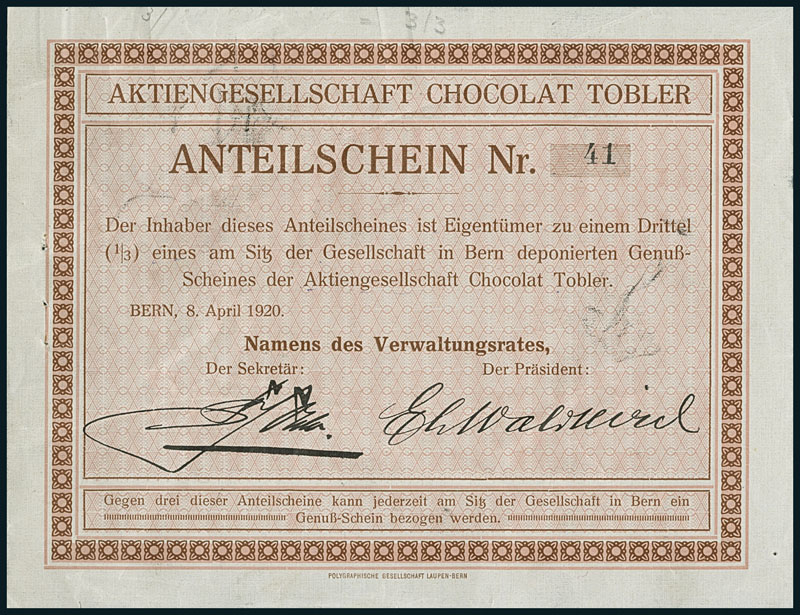 AKTIENGESELLSCHAFT CHOCOLAT TOBLER
ANTEILSCHEIN Nr. 41
Der Inhaber dieses Anteilscheines ist Eigentümer zu einem Drittel
(1/3) eines am Sitz der Gesellschaft in Bern deponierten Genuß-
Scheines der Aktiengesellschaft Chocolat Tobler.
BERN, 8. April 1920.
Namens des Verwaltungsrates,
Der Sekretär: Der Präsident:
Gegen drei dieser Anteilscheine kann jederzeit am Sitz der Gesellschaft in Bern ein
Genuß-Schein bezogen werden.
POLYGRAPHISCHE GESELLSCHAFT LAUPEN-BERN